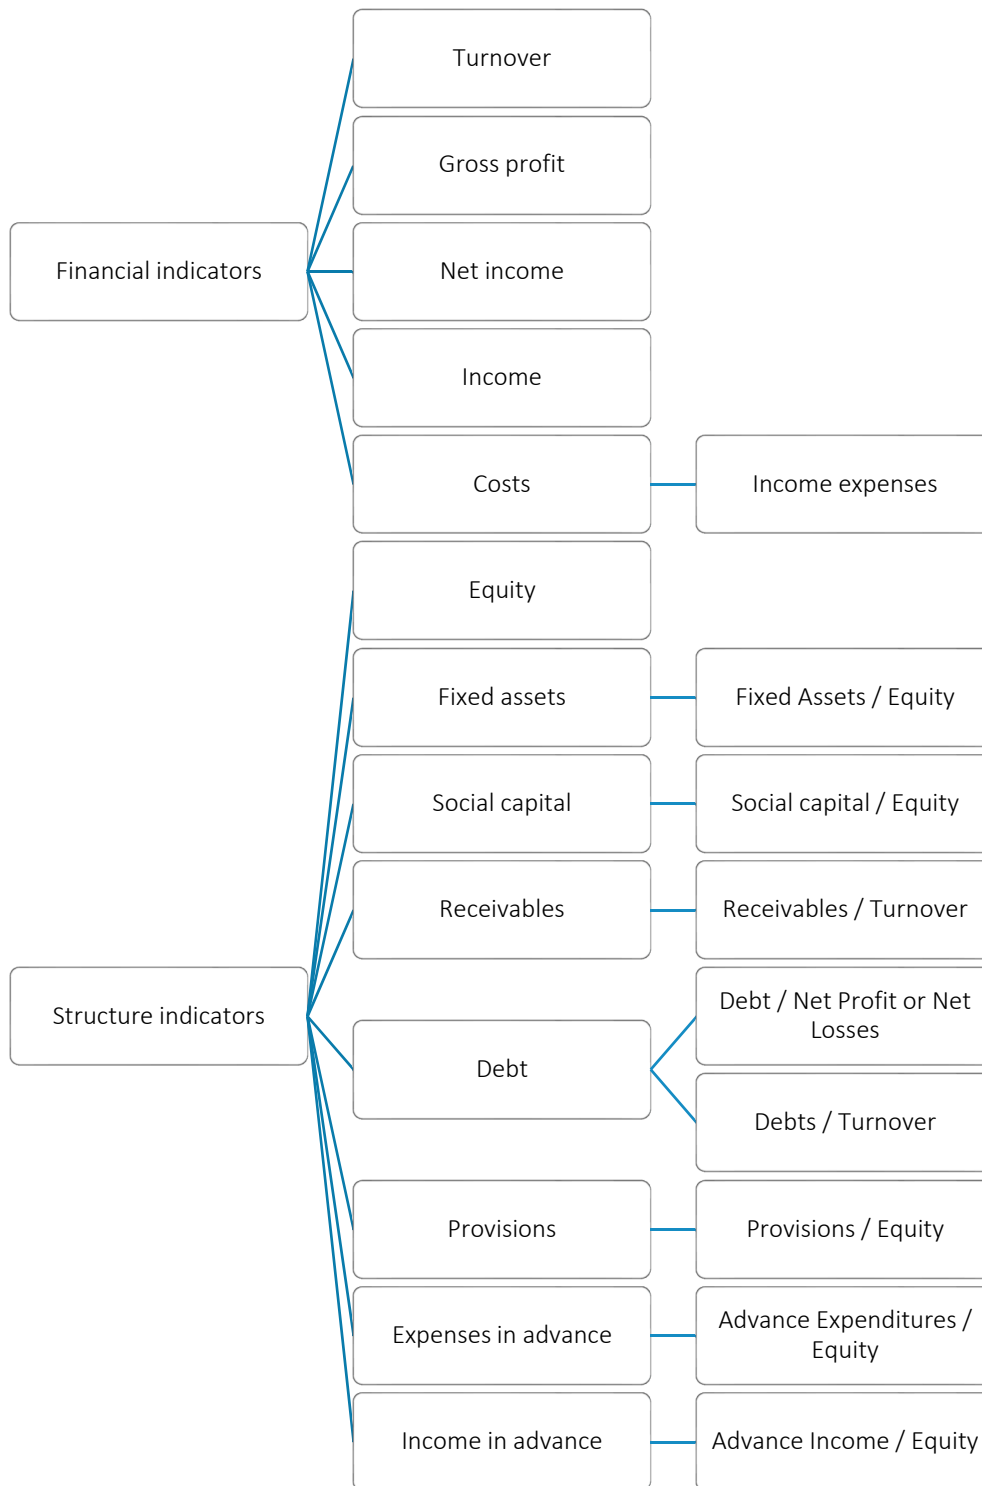 Turnover
Gross profit
Financial indicators
Net income
Income
Costs
Income expenses
Equity
Fixed assets
Fixed Assets / Equity
Social capital
Social capital / Equity
Receivables
Receivables / Turnover
Structure indicators
Debt
Debt / Net Profit or Net
Losses
Debts / Turnover
Provisions
Provisions / Equity
Expenses in advance
Advance Expenditures /
Equity
Income in advance
Advance Income / Equity